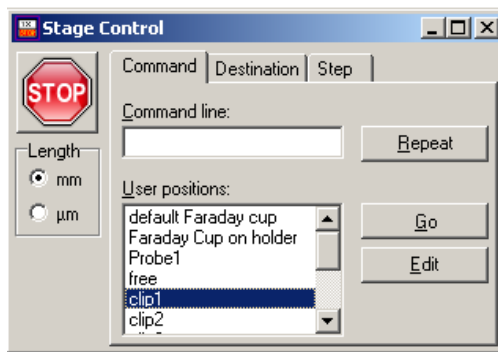 Stage Control
STOP
Length
mm
µm
Command
Destination
Step
Command line:
Repeat
User positions:
default Faraday cup
Faraday Cup on holder
Probe1
free
clip1
clip2
Go
Edit